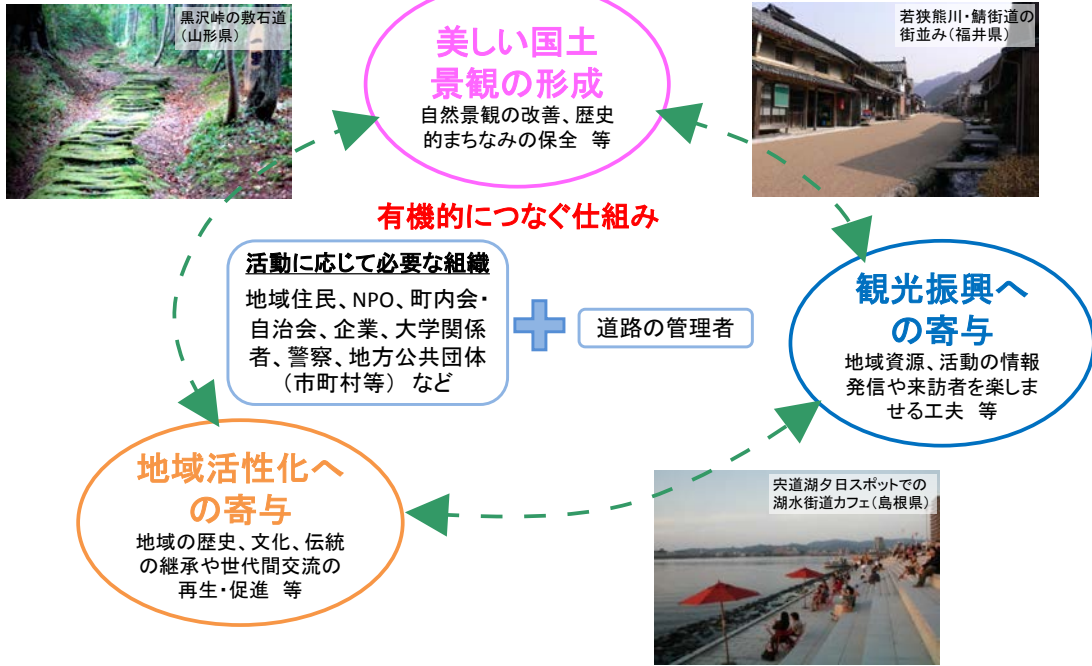 黒沢峠の敷石道
（山形県）
美しい国土
景観の形成
自然景観の改善、歴史
的まちなみの保全　等
若狭熊川・鯖街道の
街並み（福井県）
有機的につなぐ仕組み
活動に応じて必要な組織
地域住民、NPO、町内会・
自治会、企業、大学関係
者、警察、地方公共団体
（市町村等）　など
道路の管理者
観光振興へ
の寄与
地域資源、活動の情報
発信や来訪者を楽しま
せる工夫　等
地域活性化へ
の寄与
地域の歴史、文化、伝統
の継承や世代間交流の
再生・促進　等
宍道湖夕日スポットでの
湖水街道カフェ（島根県）